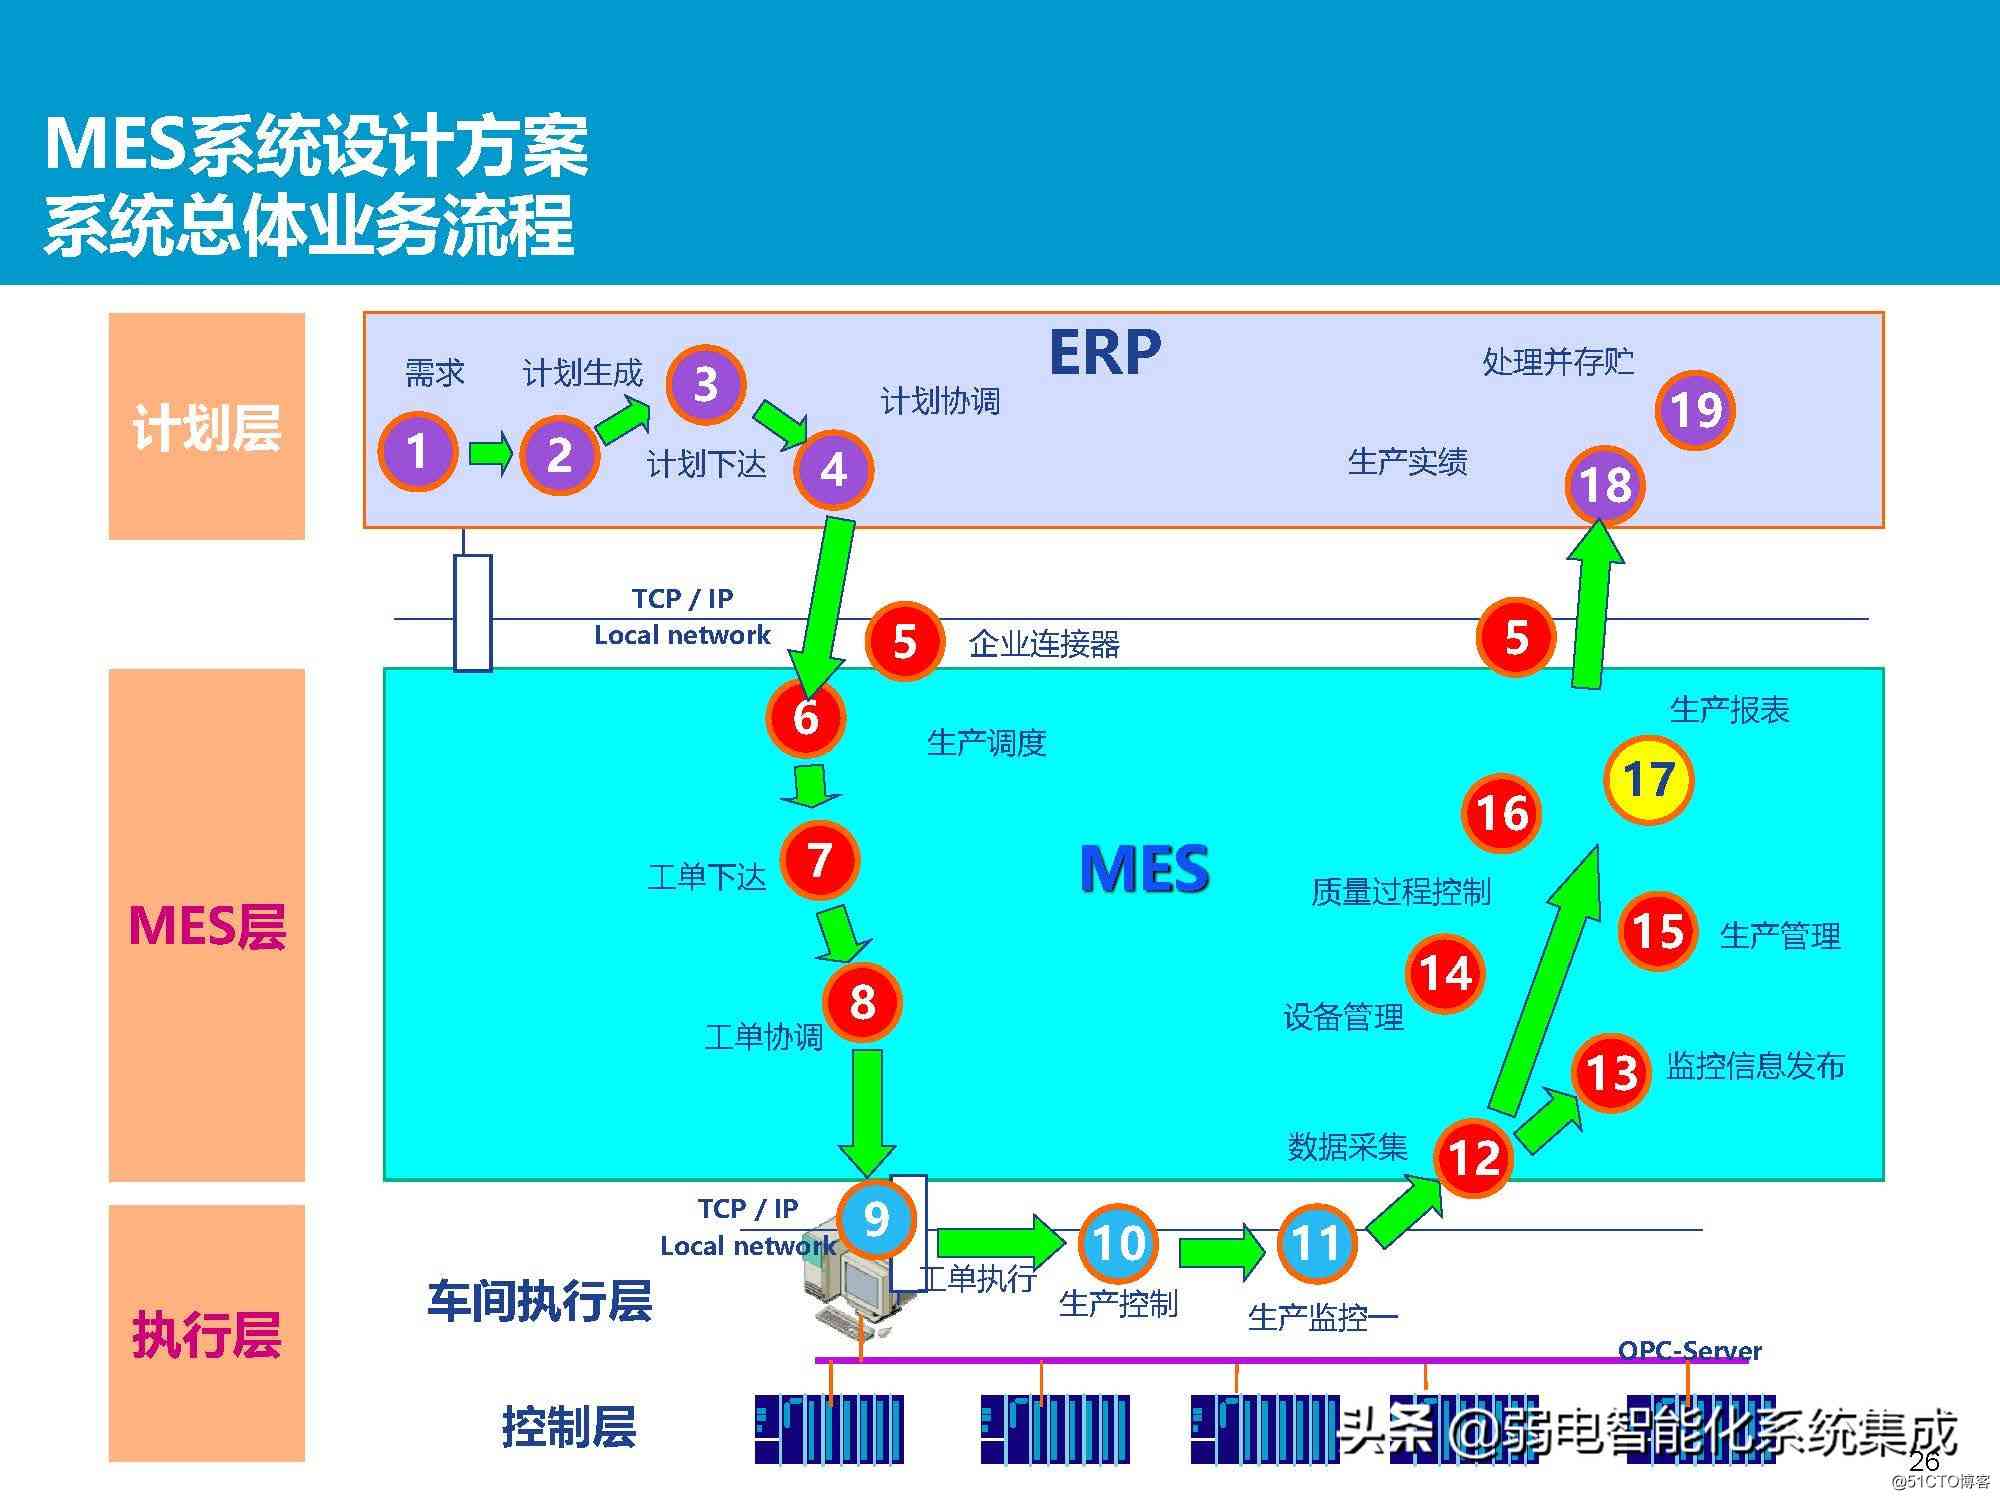 MES系统设计方案
系统总体业务流程
计划层
ERP
需求
计划生成
3
计划协调
处理并存贮
19
1
2
计划下达
4
生产实绩
18
TCP / IP
Local network
5
企业连接器
5
MES层
6
生产调度
生产报表
17
16
7
工单下达
MES
质量过程控制
15
生产管理
14
设备管理
8
工单协调
13
监控信息发布
数据采集
12
执行层
TCP / IP
Local network
9
10
11
工单执行
生产控制
生产监控一
车间执行层
OPC-Server
控制层
头条 @弱电智能化系统集成
26
@51CTO博客